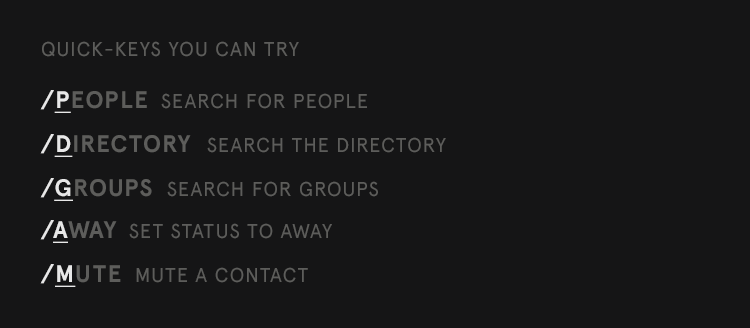 QUICK-KEYS YOU CAN TRY
/PEOPLE SEARCH FOR PEOPLE
/DIRECTORY SEARCH THE DIRECTORY
/GROUPS SEARCH FOR GROUPS
/AWAY SET STATUS TO AWAY
/MUTE MUTE A CONTACT